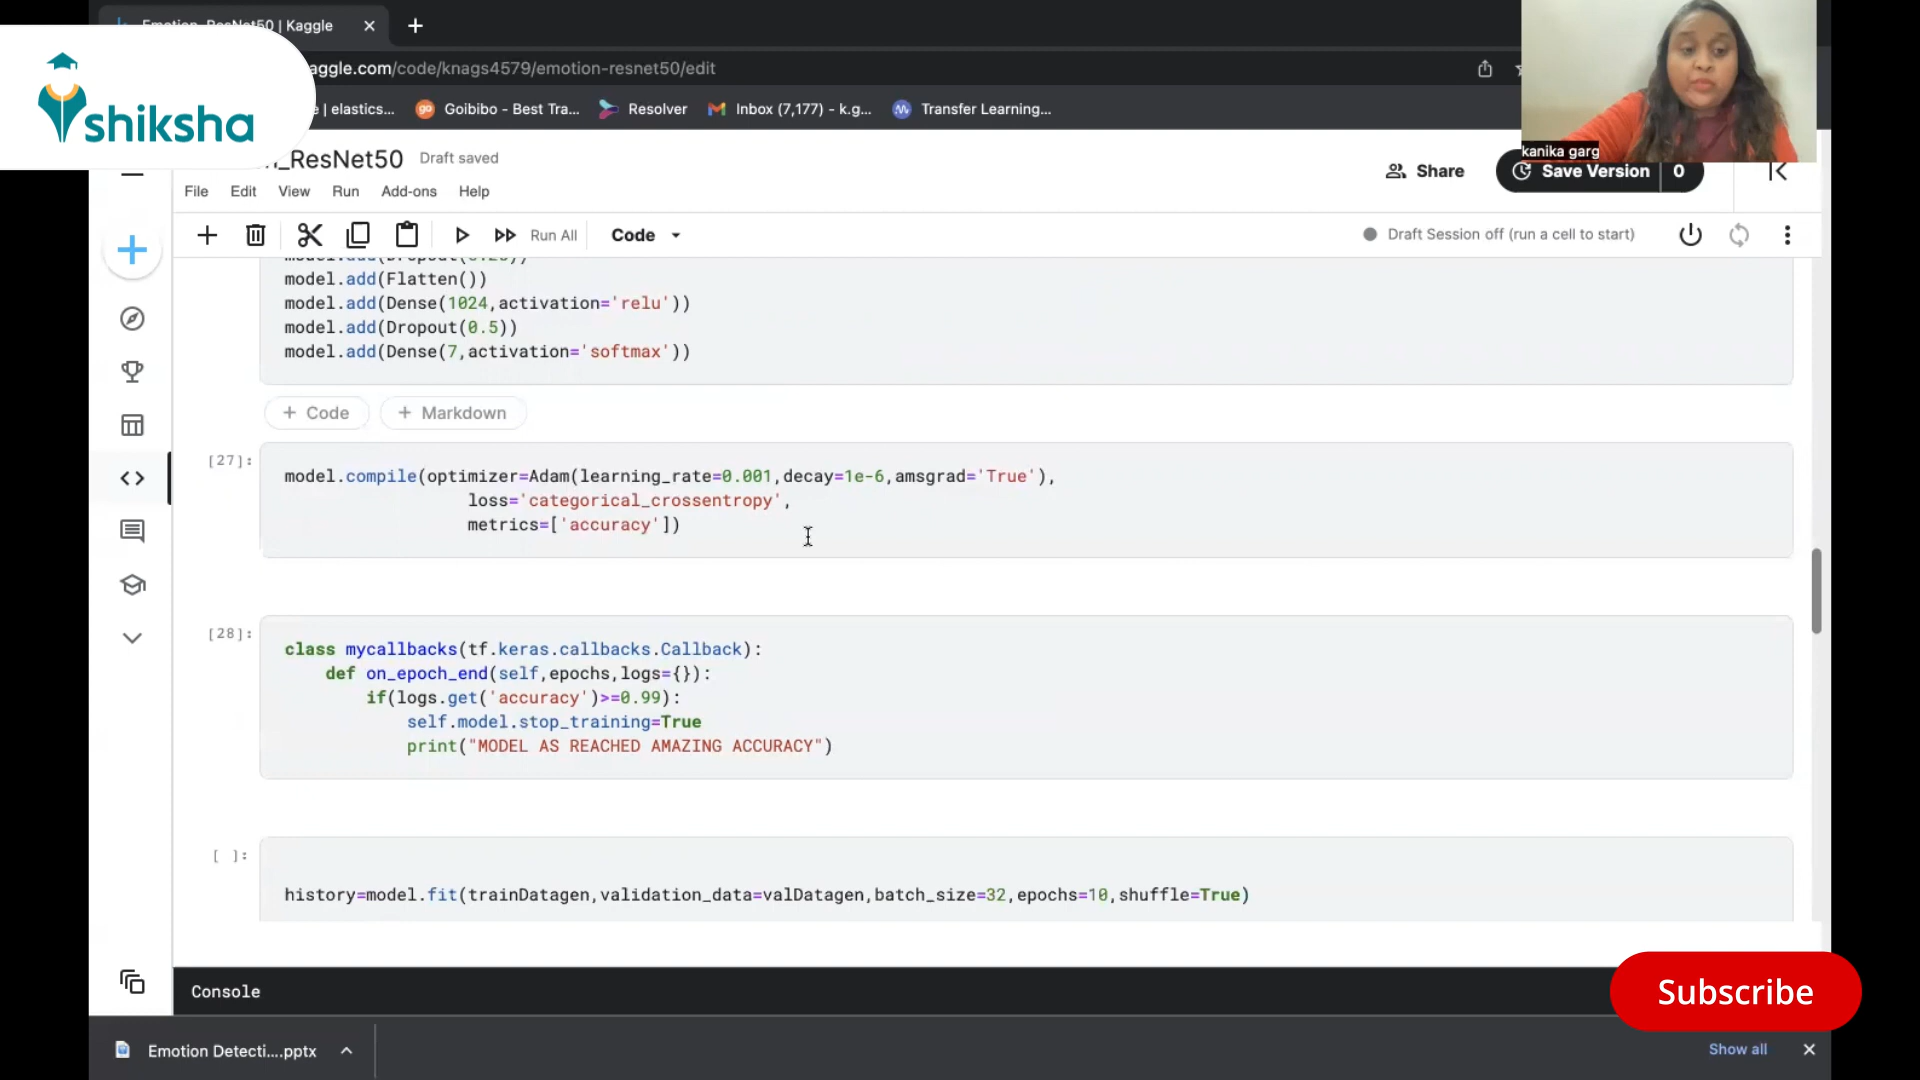 Emotion_ResNet50 | Kaggle
aggle.com/code/knags4579/emotion-resnet50/edit
shiksha
e | elastics...
go
Goibibo - Best Tra...
Resolver
Inbox (7,177) - k.g...
Transfer Learning...
kanika garg
_ResNet50
Draft saved
Share
Save Version
0
File
Edit
View
Run
Add-ons
Help
Run All
Code
Draft Session off (run a cell to start)
model.add(Flatten())
model.add(Dense(1024,activation='relu'))
model.add(Dropout(0.5))
model.add(Dense(7,activation='softmax'))
+ Code
+ Markdown
[27]:
model.compile(optimizer=Adam(learning_rate=0.001,decay=1e-6,amsgrad='True'),
loss='categorical_crossentropy',
metrics=['accuracy'])
[28]:
class mycallbacks(tf.keras.callbacks.Callback):
def on_epoch_end(self,epochs,logs={}):
if(logs.get('accuracy')>=0.99):
self.model.stop_training=True
print("MODEL AS REACHED AMAZING ACCURACY")
[ ]:
history=model.fit(trainDatagen,validation_data=valDatagen,batch_size=32,epochs=10,shuffle=True)
Console
Subscribe
Emotion Detecti....pptx
Show all